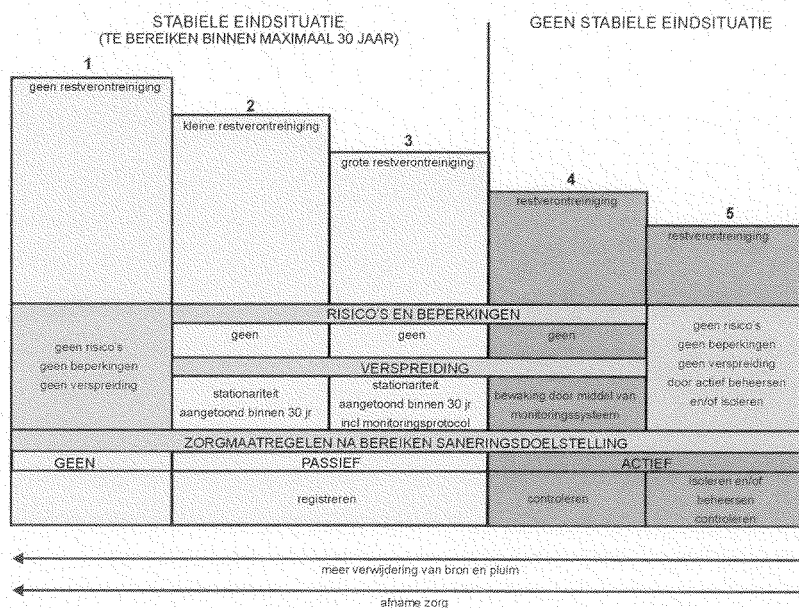 STABIELE EINDSITUATIE
(TE BEREIKEN BINNEN MAXIMAAL 30 JAAR)
GEEN STABIELE EINDSITUATIE
1
geen restverontreiniging
2
kleine restverontreiniging
3
grote restverontreiniging
4
restverontreiniging
5
restverontreiniging
geen risico's
geen beperkingen
geen verspreiding
RISICO'S EN BEPERKINGEN
geen
geen
geen
VERSPREIDING
stationariteit
aangetoond binnen 30 jr
stationariteit
aangetoond binnen 30 jr
incl monitoringsprotocol
bewaking door middel van
monitoringssysteem
geen risico's
geen beperkingen
geen verspreiding
door actief beheersen
en/of isoleren
ZORGMAATREGELEN NA BEREIKEN SANERINGSDOELSTELLING
GEEN
PASSIEF
ACTIEF
registreren
controleren
isoleren en/of
beheersen
controleren
meer verwijdering van bron en pluim
afname zorg